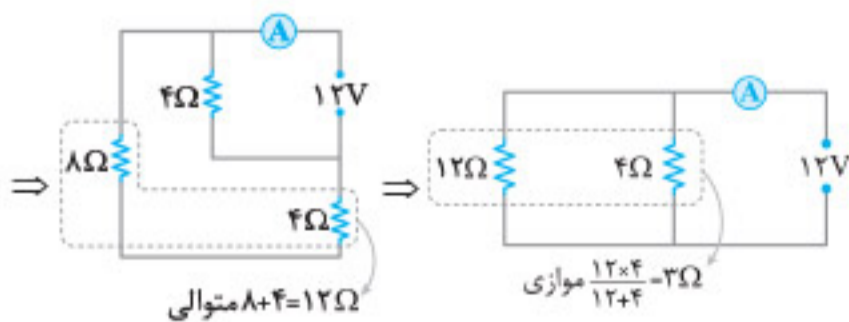 ⇒
A
۴Ω
۱۲V
۸Ω
۴Ω
متوالی ۸+۴=۱۲Ω
⇒
A
۱۲Ω
۴Ω
۱۲V
موازی ۱۲×۴/۱۲+۴=۳Ω